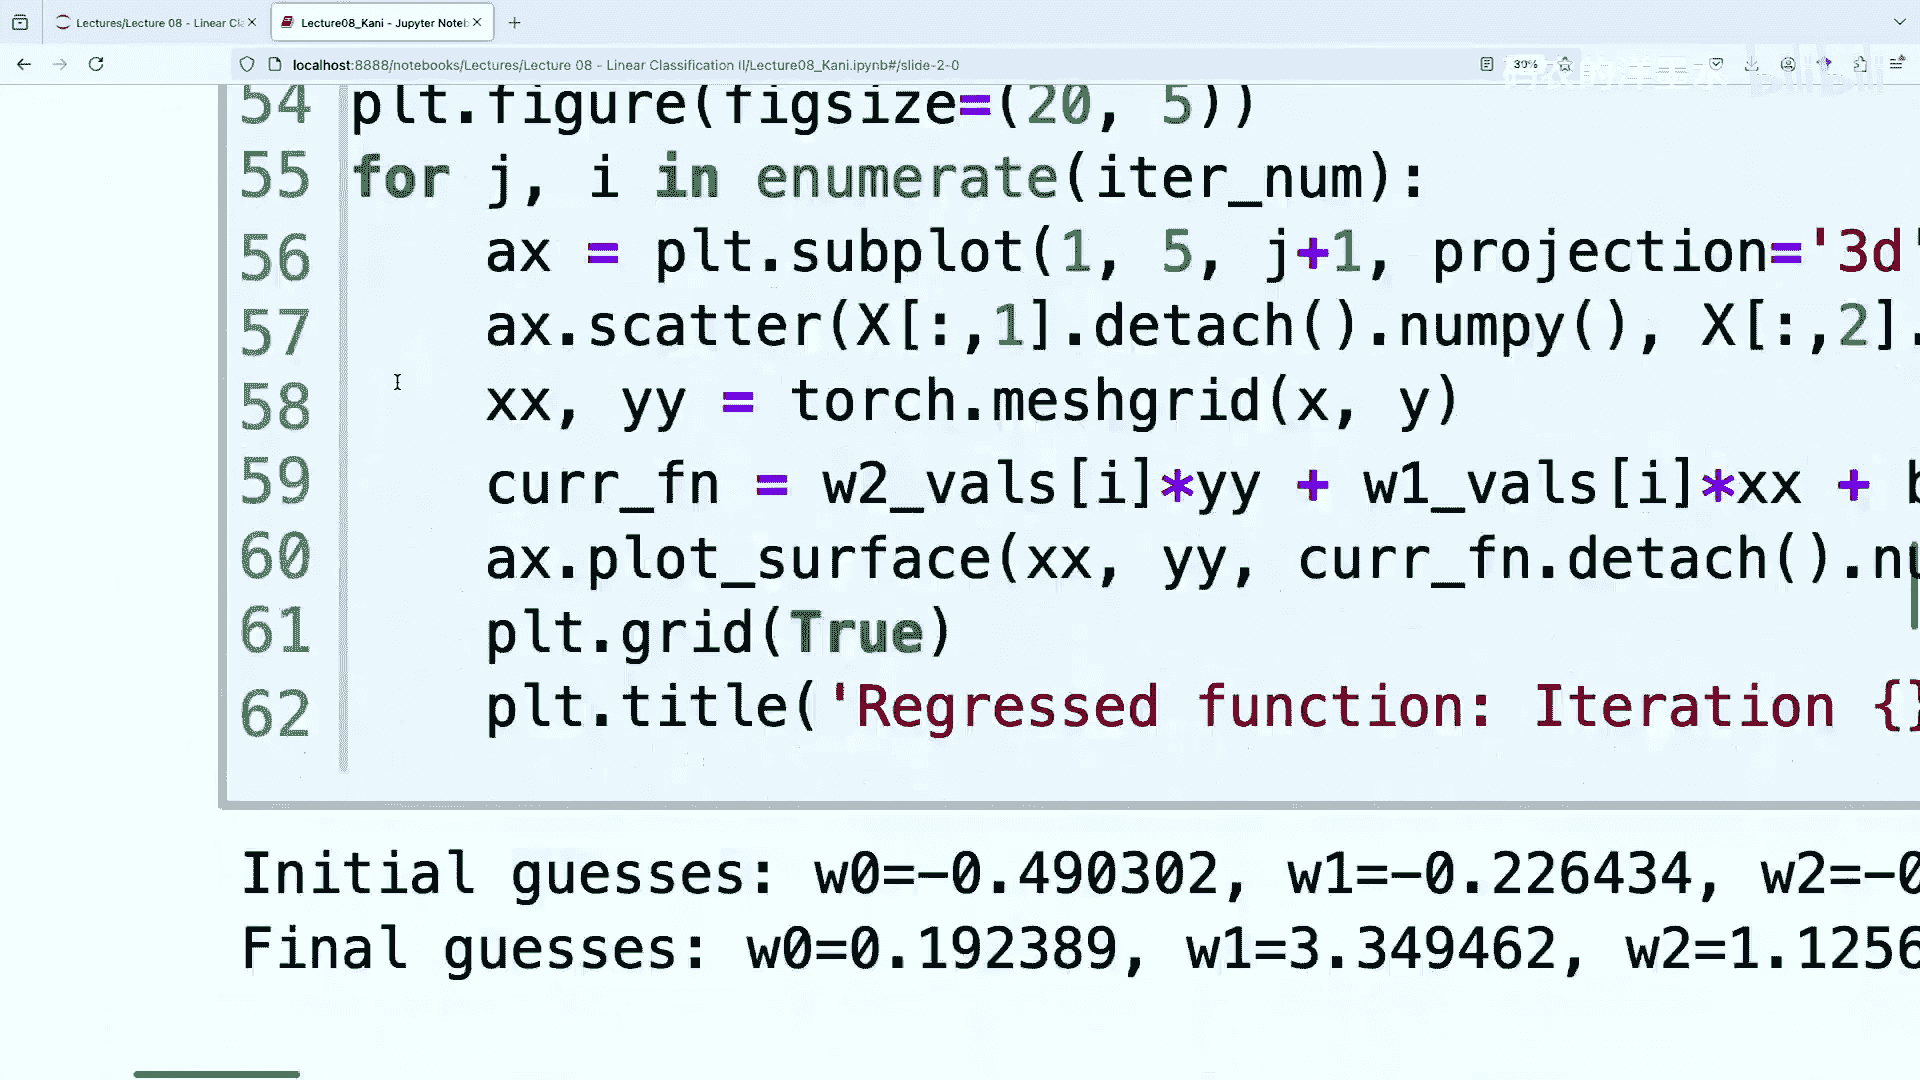 Lectures/Lecture 08 - Linear Cl
Lecture08_Kani - Jupyter Noteb
localhost:8888/notebooks/Lectures/Lecture 08 - Linear Classification II/Lecture08_Kani.ipynb#/slide-2-0
30%
54 plt.figure(figsize=(20, 5))
55 for j, i in enumerate(iter_num):
56 ax = plt.subplot(1, 5, j+1, projection='3d'
57 ax.scatter(X[:,1].detach().numpy(), X[:,2].
58 xx, yy = torch.meshgrid(x, y)
59 curr_fn = w2_vals[i]*yy + w1_vals[i]*xx + b
60 ax.plot_surface(xx, yy, curr_fn.detach().nu
61 plt.grid(True)
62 plt.title('Regressed function: Iteration {}
Initial guesses: w0=-0.490302, w1=-0.226434, w2=-0
Final guesses: w0=0.192389, w1=3.349462, w2=1.1256